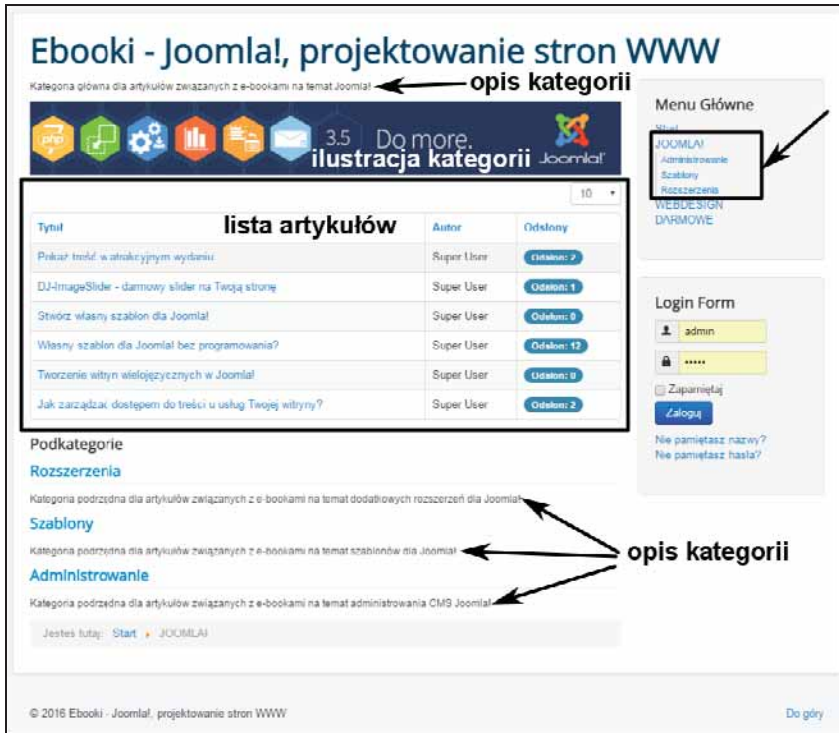 Ebooki - Joomla!, projektowanie stron WWW
Kategoria główna dla artykułów związanych z e-bookami na temat Joomla!
opis kategorii
php
3.5 Do more.
Joomla!
ilustracja kategorii
10
lista artykułów
Tytuł Autor Odsłony
Pokaż treść w atrakcyjnym wydaniu Super User Odsłon: 2
DJ-ImageSlider - darmowy slider na Twoją stronę Super User Odsłon: 1
Stwórz własny szablon dla Joomla! Super User Odsłon: 0
Własny szablon dla Joomla! bez programowania? Super User Odsłon: 12
Tworzenie witryn wielojęzycznych w Joomla! Super User Odsłon: 0
Jak zarządzać dostępem do treści u usług Twojej witryny? Super User Odsłon: 2
Podkategorie
Rozszerzenia
Kategoria podrzędna dla artykułów związanych z e-bookami na temat dodatkowych rozszerzeń dla Joomla!
Szablony
Kategoria podrzędna dla artykułów związanych z e-bookami na temat szablonów dla Joomla!
opis kategorii
Administrowanie
Kategoria podrzędna dla artykułów związanych z e-bookami na temat administrowania CMS Joomla!
Jesteś tutaj: Start JOOMLA!
Menu Główne
Start
JOOMLA!
Administrowanie
Szablony
Rozszerzenia
WEBDESIGN
DARMOWE
Login Form
admin
•••••
Zapamiętaj
Zaloguj
Nie pamiętasz nazwy?
Nie pamiętasz hasła?
© 2016 Ebooki - Joomla!, projektowanie stron WWW
Do góry